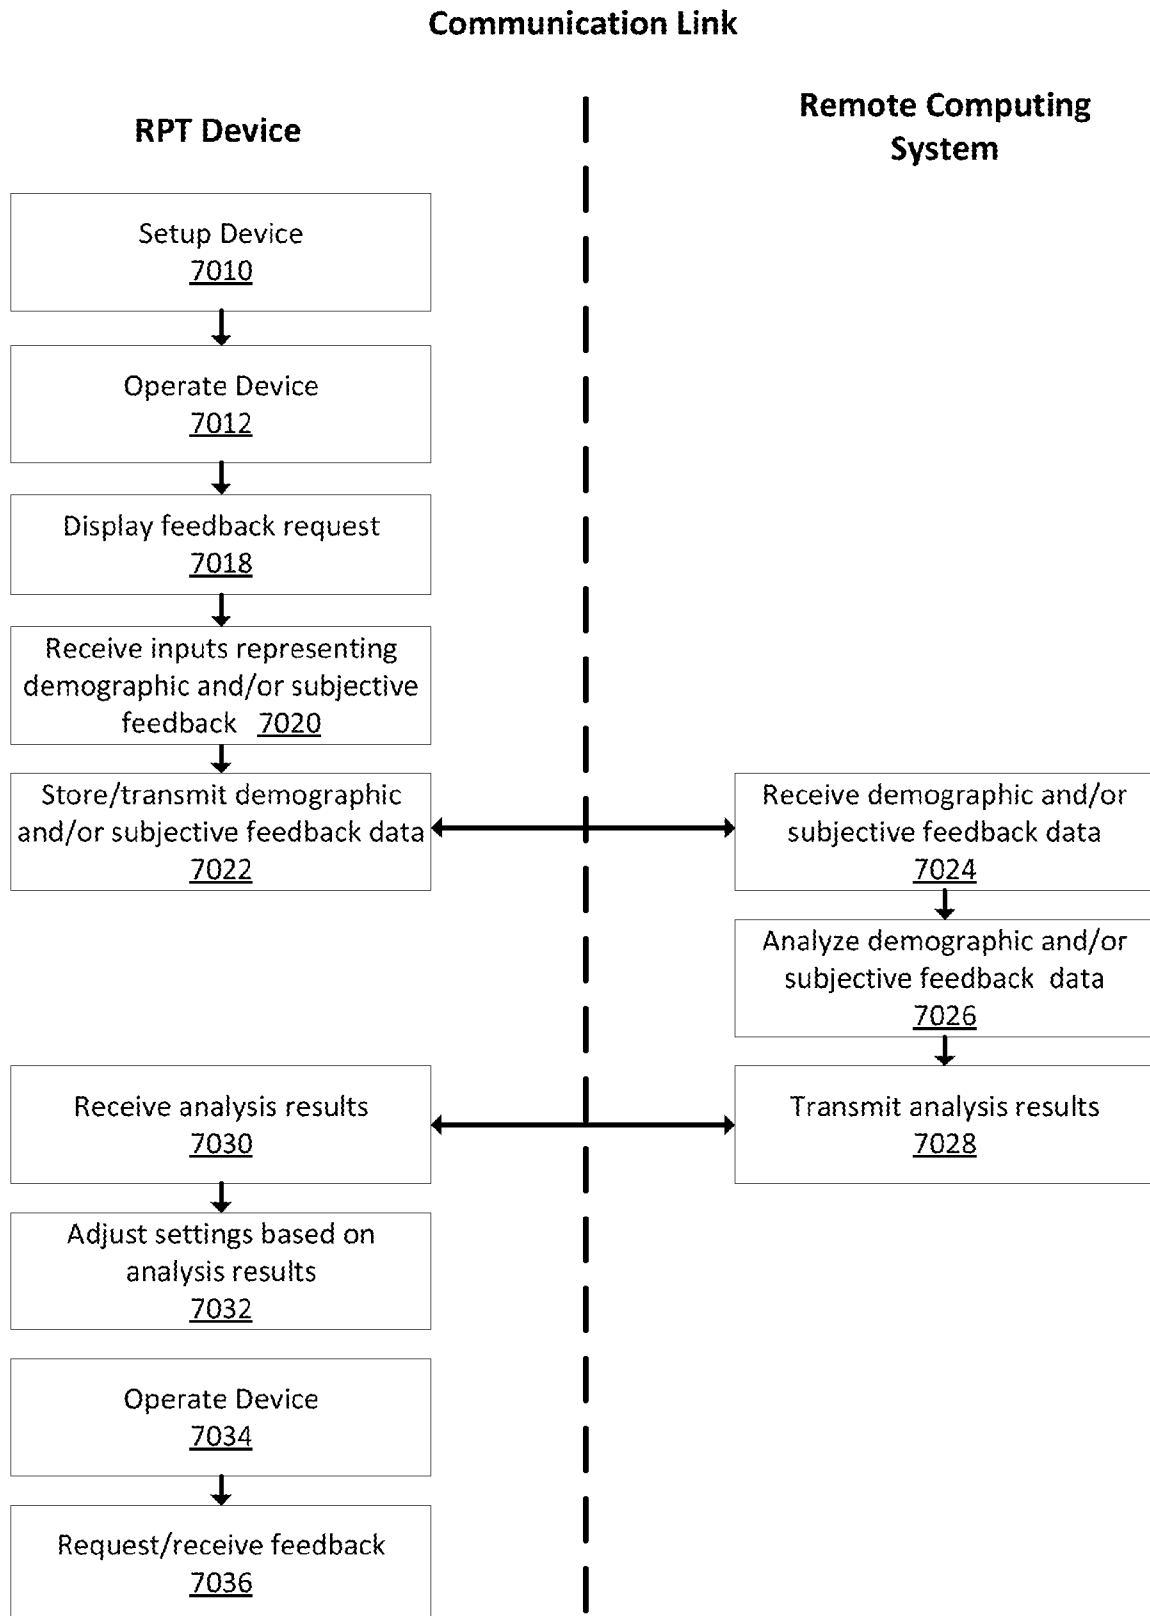 Communication Link
RPT Device
Remote Computing
System
Setup Device
7010
Operate Device
7012
Display feedback request
7018
Receive inputs representing
demographic and/or subjective
feedback 7020
Store/transmit demographic
and/or subjective feedback data
7022
Receive demographic and/or
subjective feedback data
7024
Analyze demographic and/or
subjective feedback data
7026
Transmit analysis results
7028
Receive analysis results
7030
Adjust settings based on
analysis results
7032
Operate Device
7034
Request/receive feedback
7036